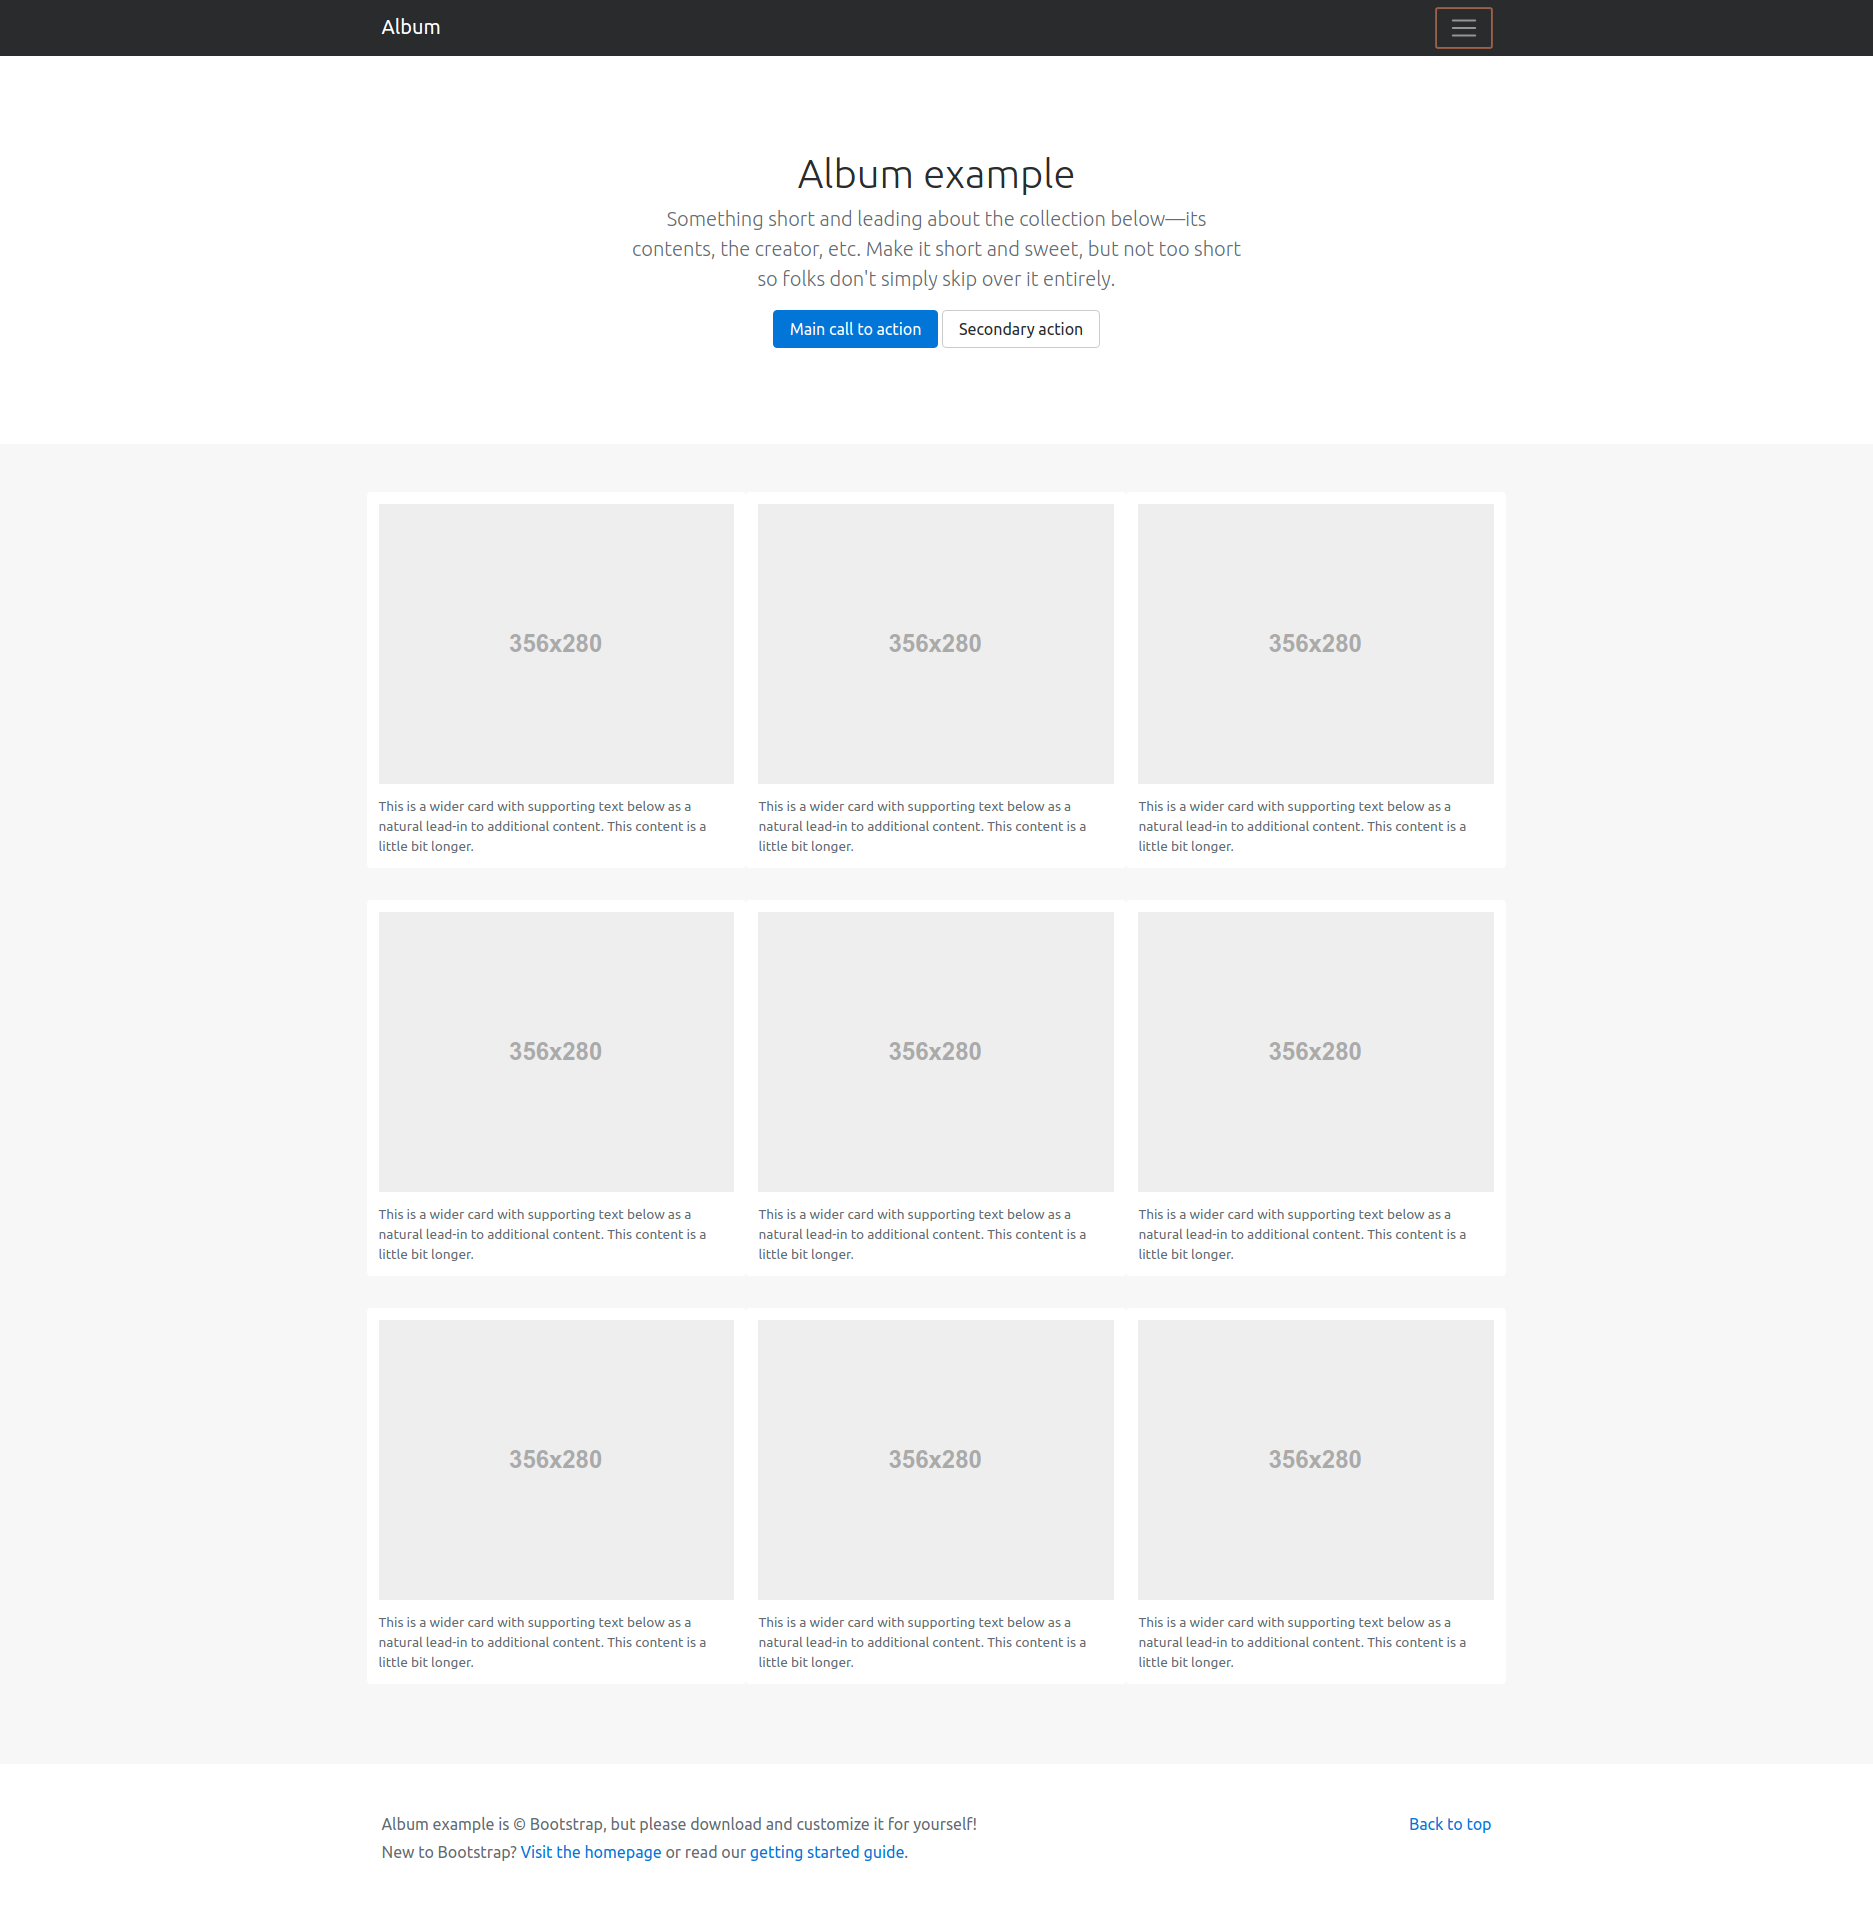 Album
Album example
Something short and leading about the collection below—its
contents, the creator, etc. Make it short and sweet, but not too short
so folks don't simply skip over it entirely.
Main call to action
Secondary action
356x280
This is a wider card with supporting text below as a
natural lead-in to additional content. This content is a
little bit longer.
356x280
This is a wider card with supporting text below as a
natural lead-in to additional content. This content is a
little bit longer.
356x280
This is a wider card with supporting text below as a
natural lead-in to additional content. This content is a
little bit longer.
356x280
This is a wider card with supporting text below as a
natural lead-in to additional content. This content is a
little bit longer.
356x280
This is a wider card with supporting text below as a
natural lead-in to additional content. This content is a
little bit longer.
356x280
This is a wider card with supporting text below as a
natural lead-in to additional content. This content is a
little bit longer.
356x280
This is a wider card with supporting text below as a
natural lead-in to additional content. This content is a
little bit longer.
356x280
This is a wider card with supporting text below as a
natural lead-in to additional content. This content is a
little bit longer.
356x280
This is a wider card with supporting text below as a
natural lead-in to additional content. This content is a
little bit longer.
Album example is © Bootstrap, but please download and customize it for yourself!
Back to top
New to Bootstrap? Visit the homepage or read our getting started guide.